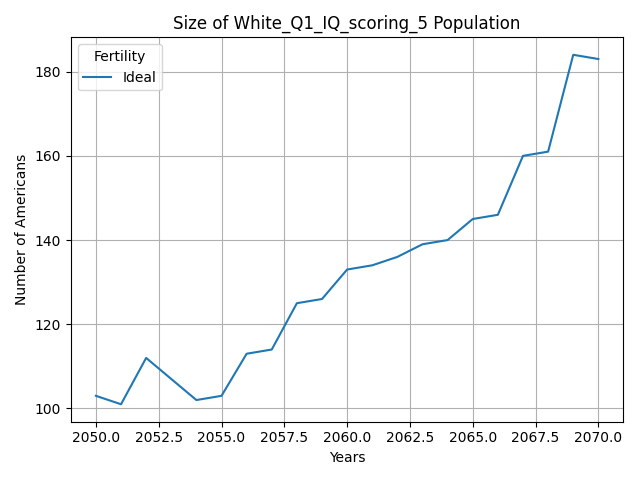 Size of White_Q1_IQ_scoring_5 Population
Fertility
Ideal
Number of Americans
180
160
140
120
100
2050.0 2052.5 2055.0 2057.5 2060.0 2062.5 2065.0 2067.5 2070.0
Years